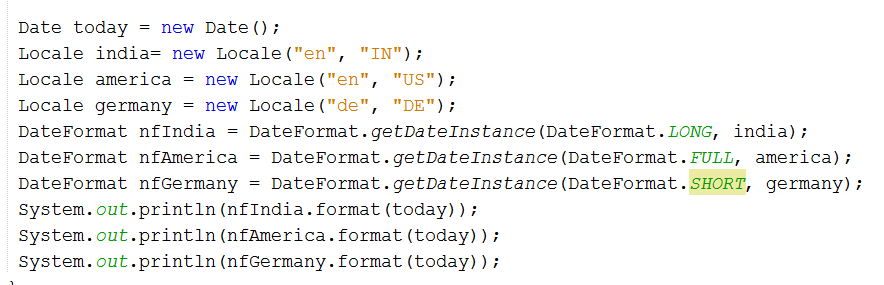 Date today = new Date();
Locale india= new Locale("en", "IN");
Locale america = new Locale("en", "US");
Locale germany = new Locale("de", "DE");
DateFormat nfIndia = DateFormat.getDateInstance(DateFormat.LONG, india);
DateFormat nfAmerica = DateFormat.getDateInstance(DateFormat.FULL, america);
DateFormat nfGermany = DateFormat.getDateInstance(DateFormat.SHORT, germany);
System.out.println(nfIndia.format(today));
System.out.println(nfAmerica.format(today));
System.out.println(nfGermany.format(today));